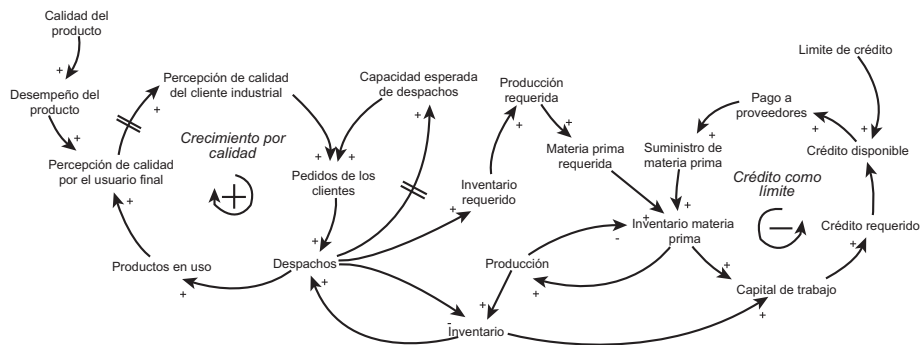 Calidad del
producto
Desempeño del
producto
Percepción de calidad
por el usuario final
Percepción de calidad
del cliente industrial
Crecimiento por
calidad
Productos en uso
Capacidad esperada
de despachos
Pedidos de los
clientes
Despachos
Inventario
requerido
Producción
requerida
Materia prima
requerida
Producción
Inventario
Suministro de
materia prima
Inventario materia
prima
Pago a
proveedores
Limite de crédito
Crédito disponible
Crédito como
límite
Crédito requerido
Capital de trabajo